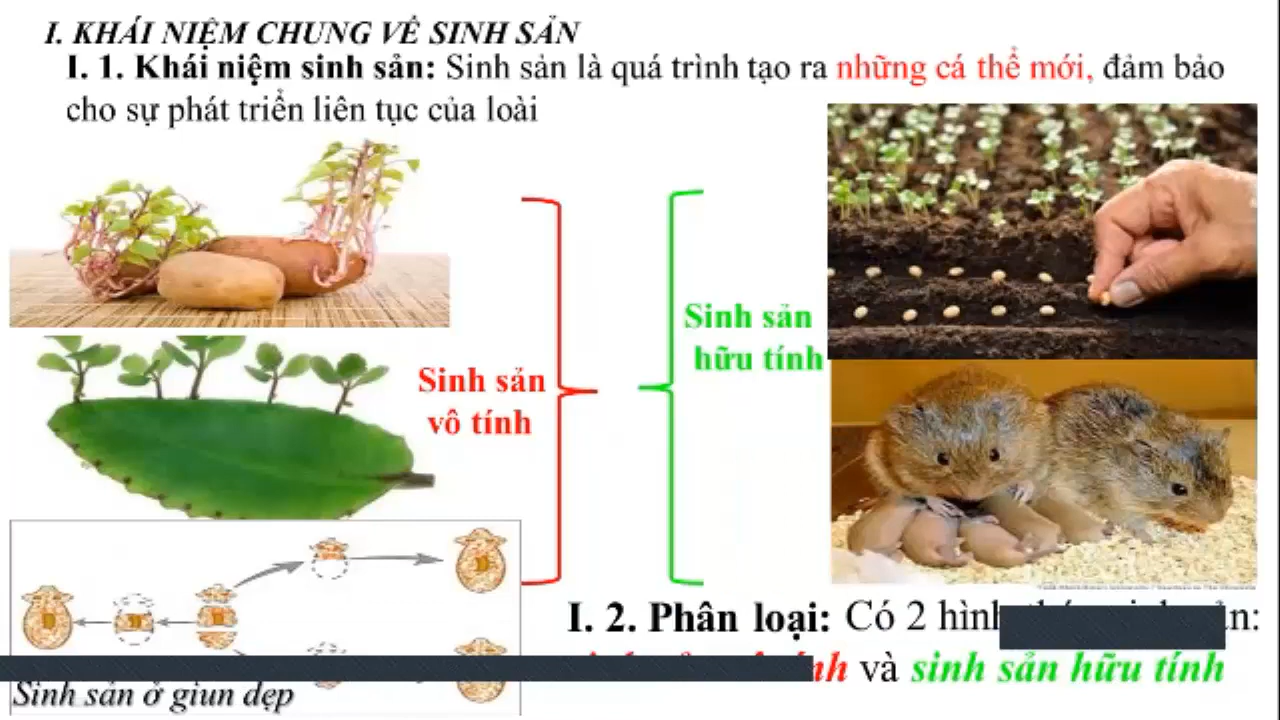 I. KHÁI NIỆM CHUNG VỀ SINH SẢN
I. 1. Khái niệm sinh sản: Sinh sản là quá trình tạo ra những cá thể mới, đảm bảo
cho sự phát triển liên tục của loài
Sinh sản
vô tính
Sinh sản
hữu tính
I. 2. Phân loại: Có 2 hình
và sinh sản hữu tính
Sinh sản ở giun dẹp